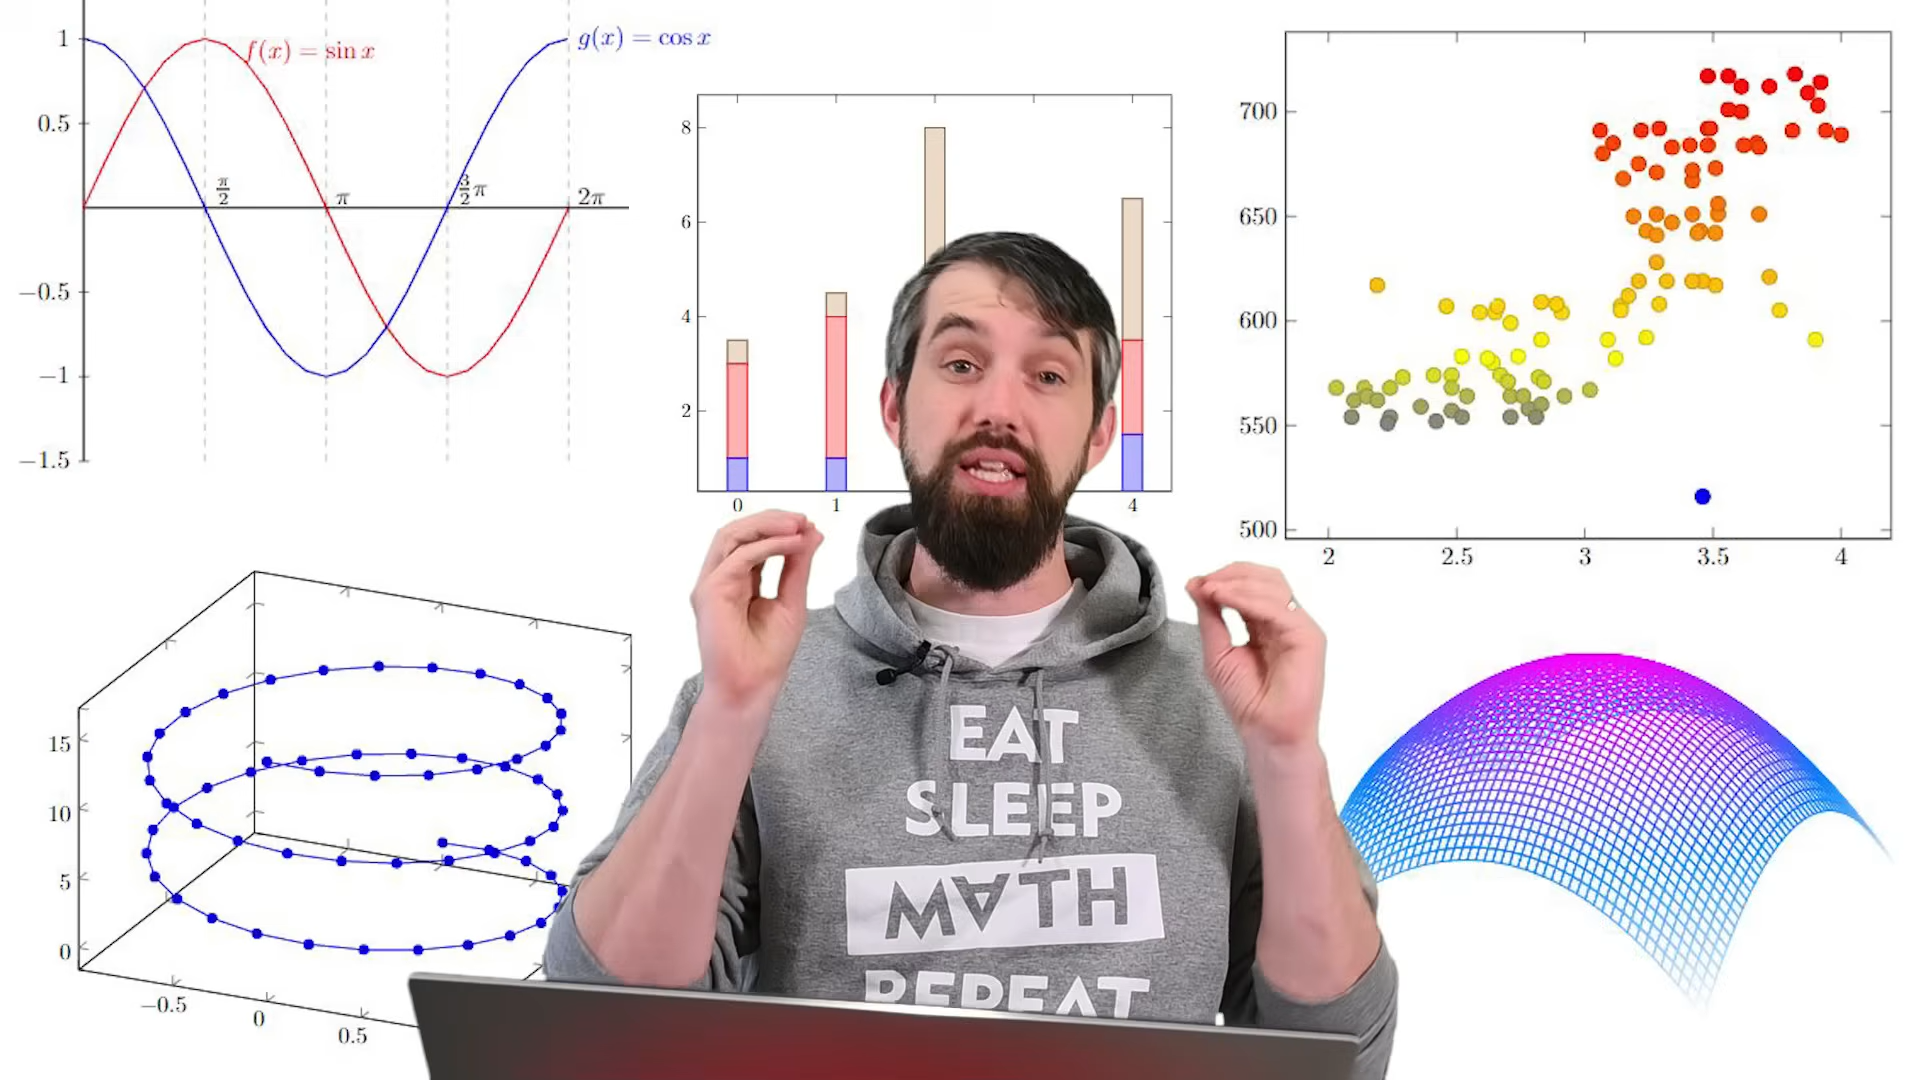 1
0.5
−0.5
−1
−1.5
f(x) = sin x
g(x) = cos x
π/2
π
3/2 π
2π
8
6
4
2
0 1 4
700
650
600
550
500
2 2.5 3 3.5 4
15
10
5
0
−0.5 0 0.5
EAT
SLEEP
M∀TH
REPEAT